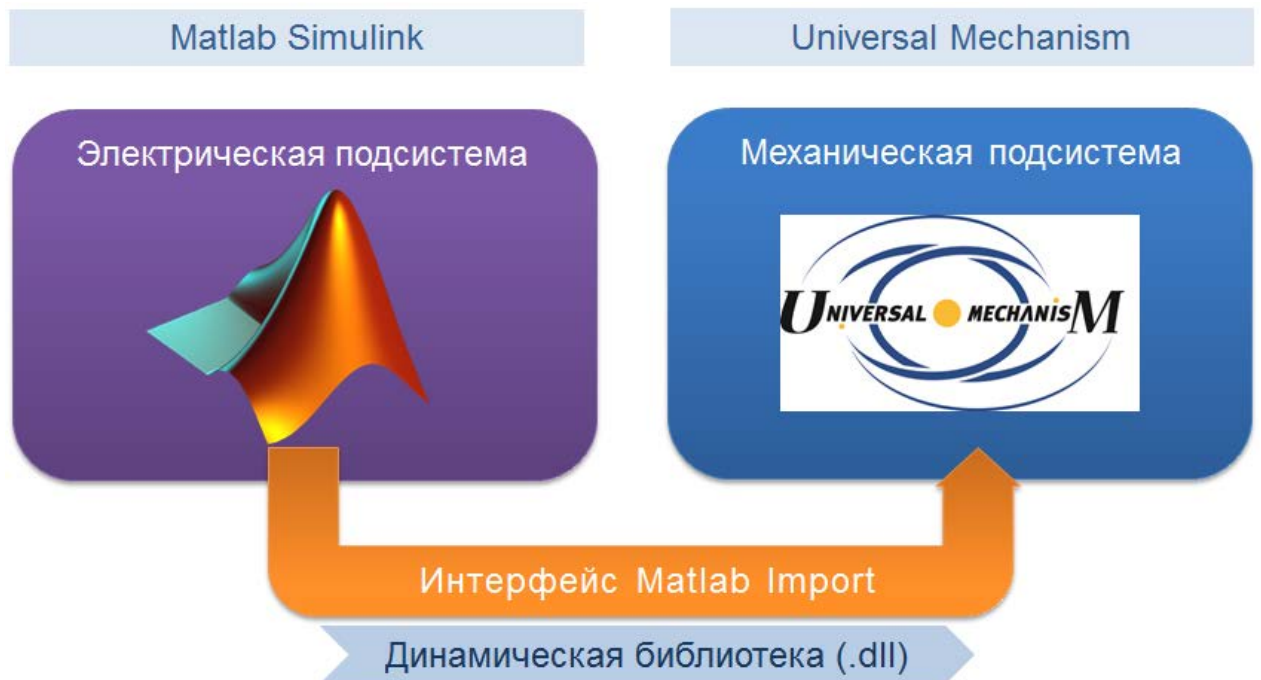 Matlab Simulink
Universal Mechanism
Электрическая подсистема
Механическая подсистема
UNIVERSAL MECHANISM
Интерфейс Matlab Import
Динамическая библиотека (.dll)